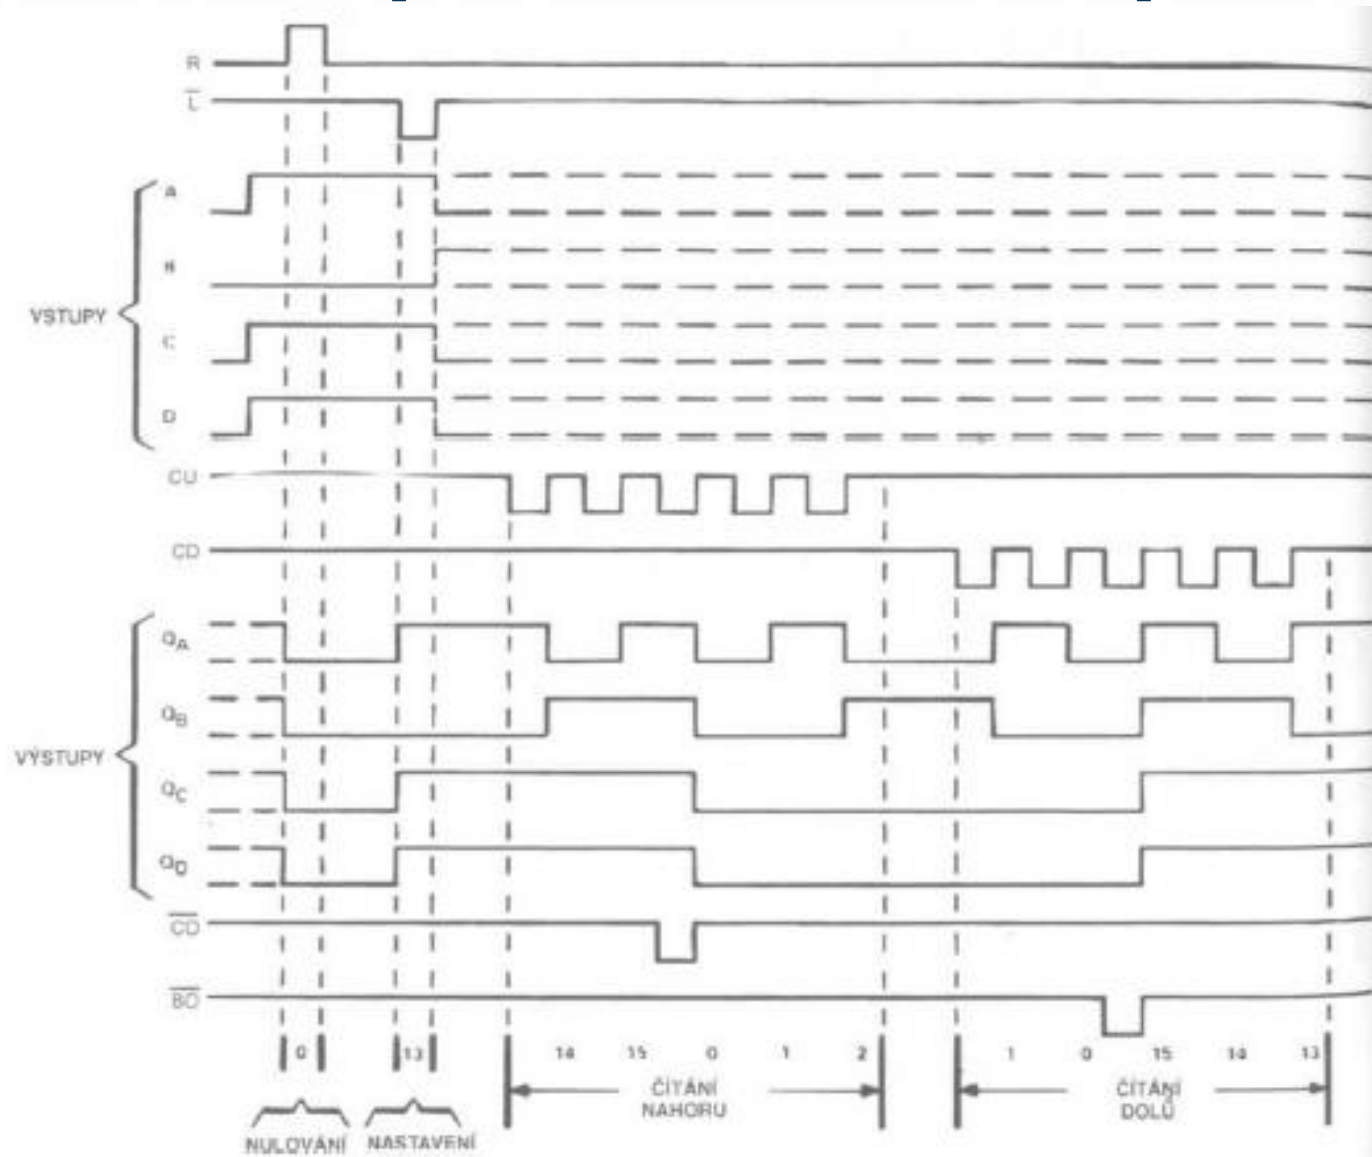 R
L
A
B
VSTUPY
C
D
CU
CD
QA
QB
VÝSTUPY
QC
QD
CO
BO
0 13 14 15 0 1 2 1 0 15 14 13
ČÍTÁNÍ
NAHORU
ČÍTÁNÍ
DOLŮ
NULOVÁNÍ NASTAVENÍ